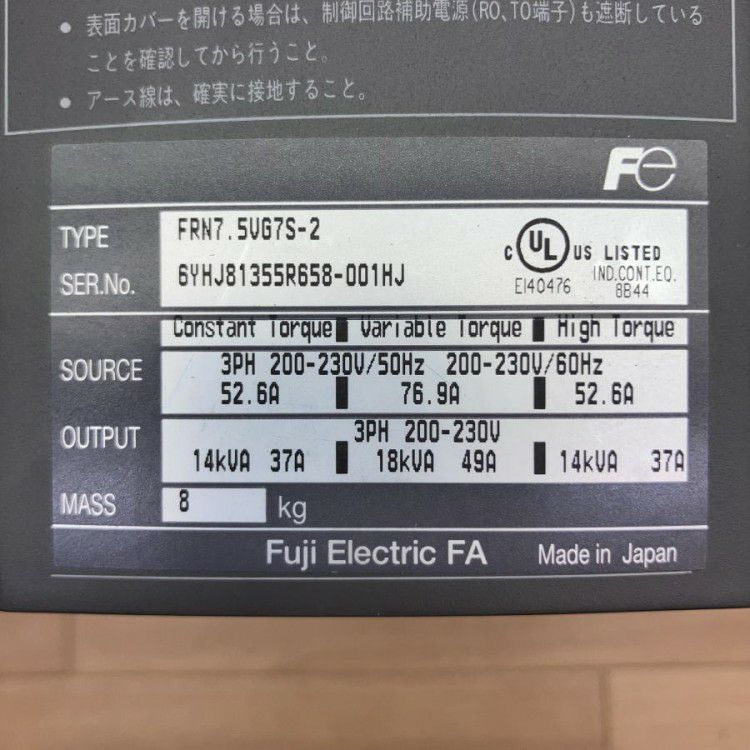 • 表面カバーを開ける場合は、制御回路補助電源(R0、T0端子)も遮断している
ことを確認してから行うこと。
• アース線は、確実に接地すること。
Fe
TYPE FRN7.5VG7S-2
SER.No. 6YHJ81355R658-001HJ
C UL US LISTED
E140476 IND.CONT.EQ.
8B44
Constant Torque Variable Torque High Torque
SOURCE 3PH 200-230V/50Hz 200-230V/60Hz
52.6A 76.9A 52.6A
OUTPUT 3PH 200-230V
14kVA 37A 18kVA 49A 14kVA 37A
MASS 8 kg
Fuji Electric FA Made in Japan